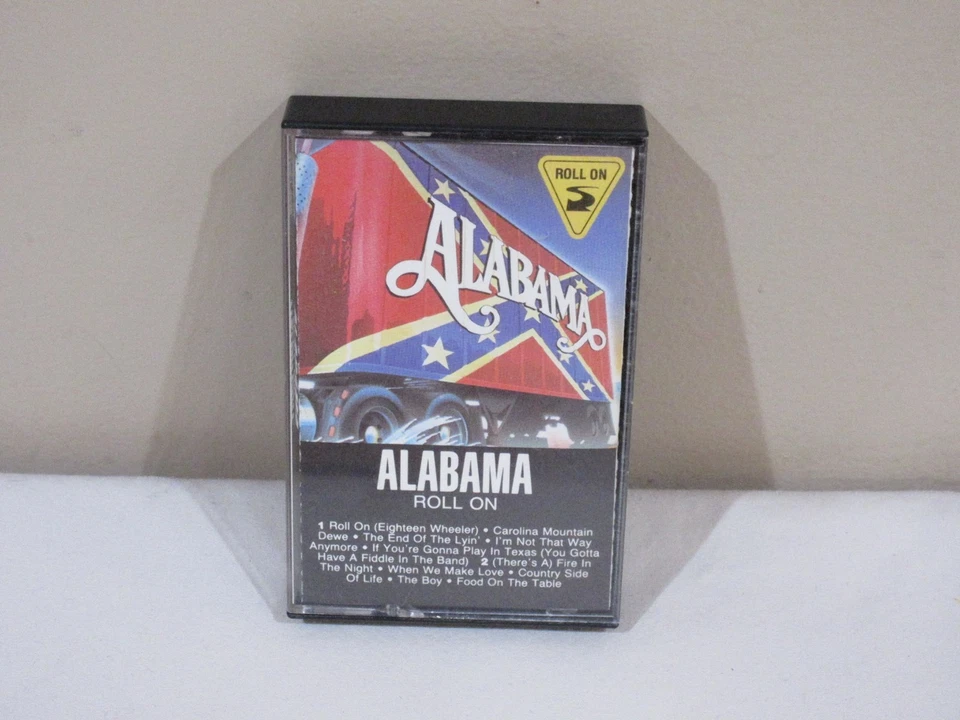 ROLL ON
ALABAMA
ALABAMA
ROLL ON
1 Roll On (Eighteen Wheeler) • Carolina Mountain
Dewe • The End Of The Lyin' • I'm Not That Way
Anymore • If You're Gonna Play In Texas (You Gotta
Have A Fiddle In The Band) 2 (There's A) Fire In
The Night • When We Make Love • Country Side
Of Life • The Boy • Food On The Table